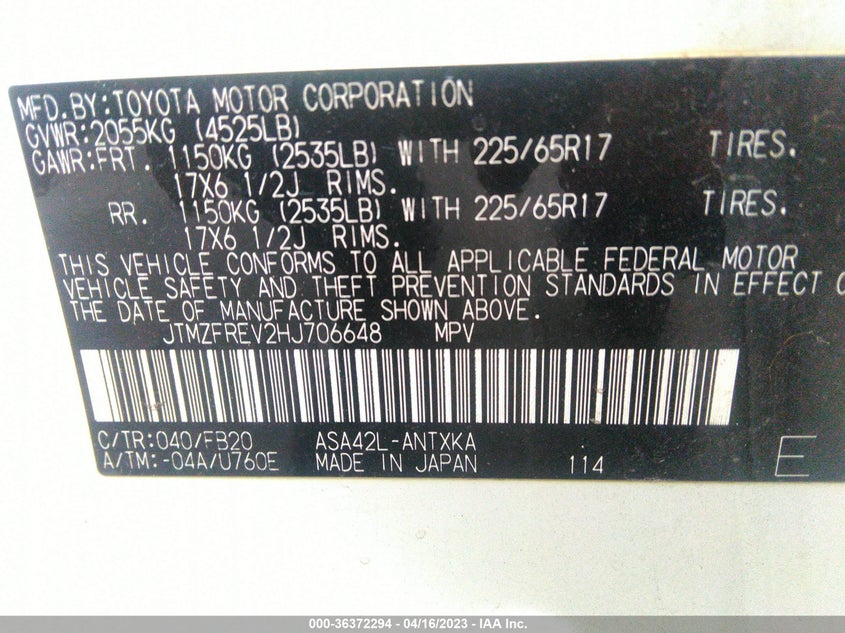 MFD.BY:TOYOTA MOTOR CORPORATION
GVWR:2055KG (4525LB)
GAWR:FRT. 1150KG (2535LB) WITH 225/65R17 TIRES.
17X6 1/2J RIMS.
RR. 1150KG (2535LB) WITH 225/65R17 TIRES.
17X6 1/2J RIMS.
THIS VEHICLE CONFORMS TO ALL APPLICABLE FEDERAL MOTOR
VEHICLE SAFETY AND THEFT PREVENTION STANDARDS IN EFFECT
THE DATE OF MANUFACTURE SHOWN ABOVE.
JTMZFREV2HJ706648 MPV
C/TR:040/FB20 ASA42L-ANTXKA
A/TM:-04A/U760E MADE IN JAPAN 114 E
000-36372294 - 04/16/2023 - IAA Inc.